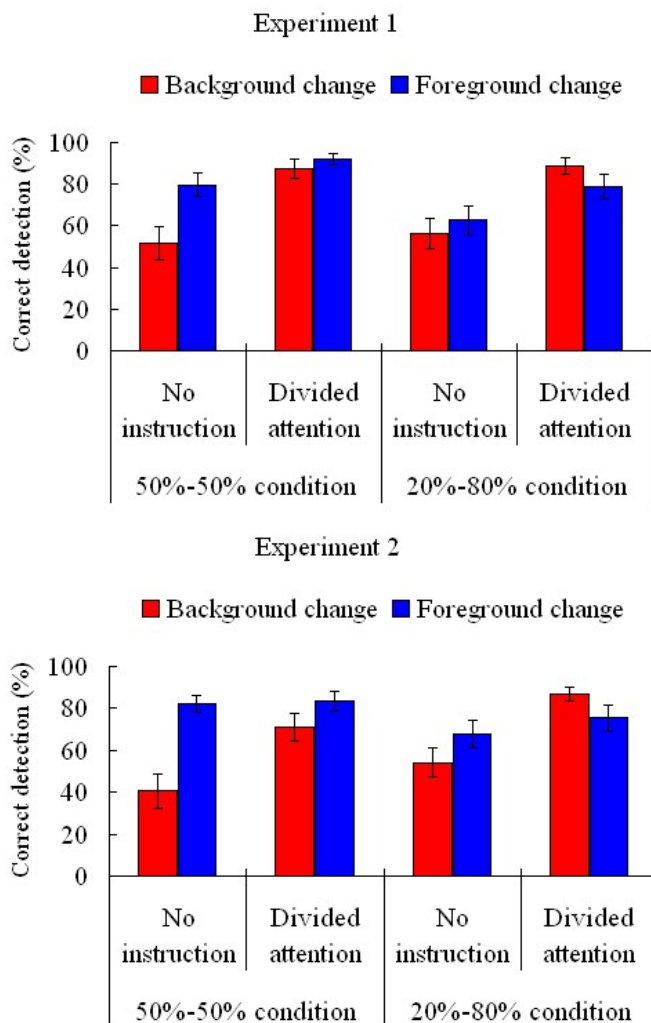 Experiment 1
Background change Foreground change
Correct detection (%)
100
80
60
40
20
0
No instruction Divided attention No instruction Divided attention
50%-50% condition 20%-80% condition
Experiment 2
Background change Foreground change
Correct detection (%)
100
80
60
40
20
0
No instruction Divided attention No instruction Divided attention
50%-50% condition 20%-80% condition